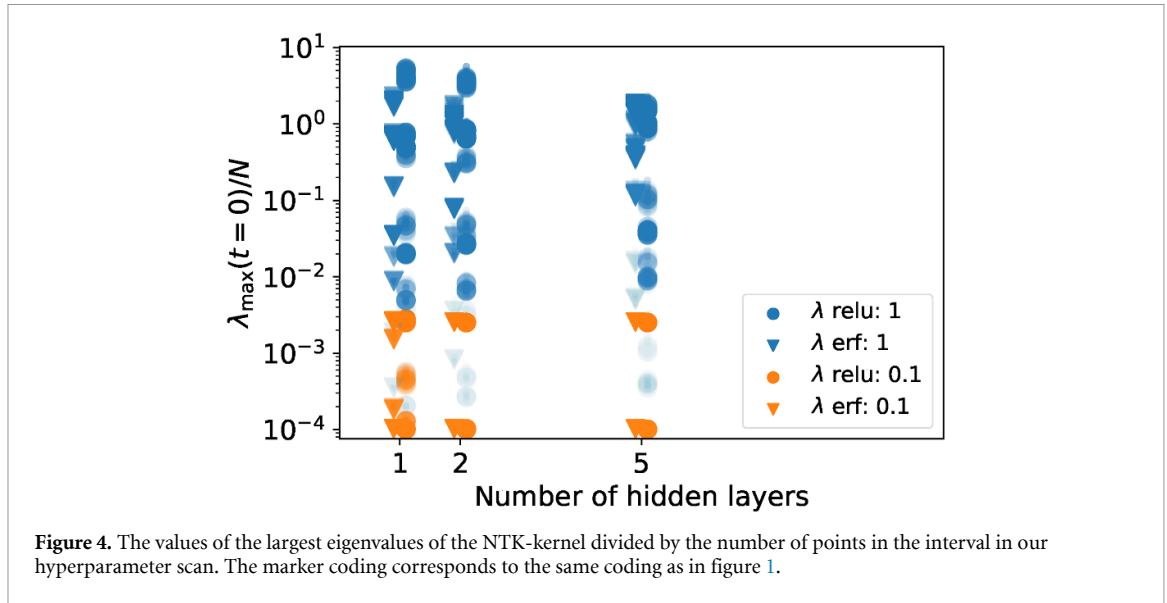 10^1
10^0
10^−1
10^−2
10^−3
10^−4
λ_max(t = 0)/N
λ relu: 1
λ erf: 1
λ relu: 0.1
λ erf: 0.1
1 2 5
Number of hidden layers
Figure 4. The values of the largest eigenvalues of the NTK-kernel divided by the number of points in the interval in our
hyperparameter scan. The marker coding corresponds to the same coding as in figure 1.